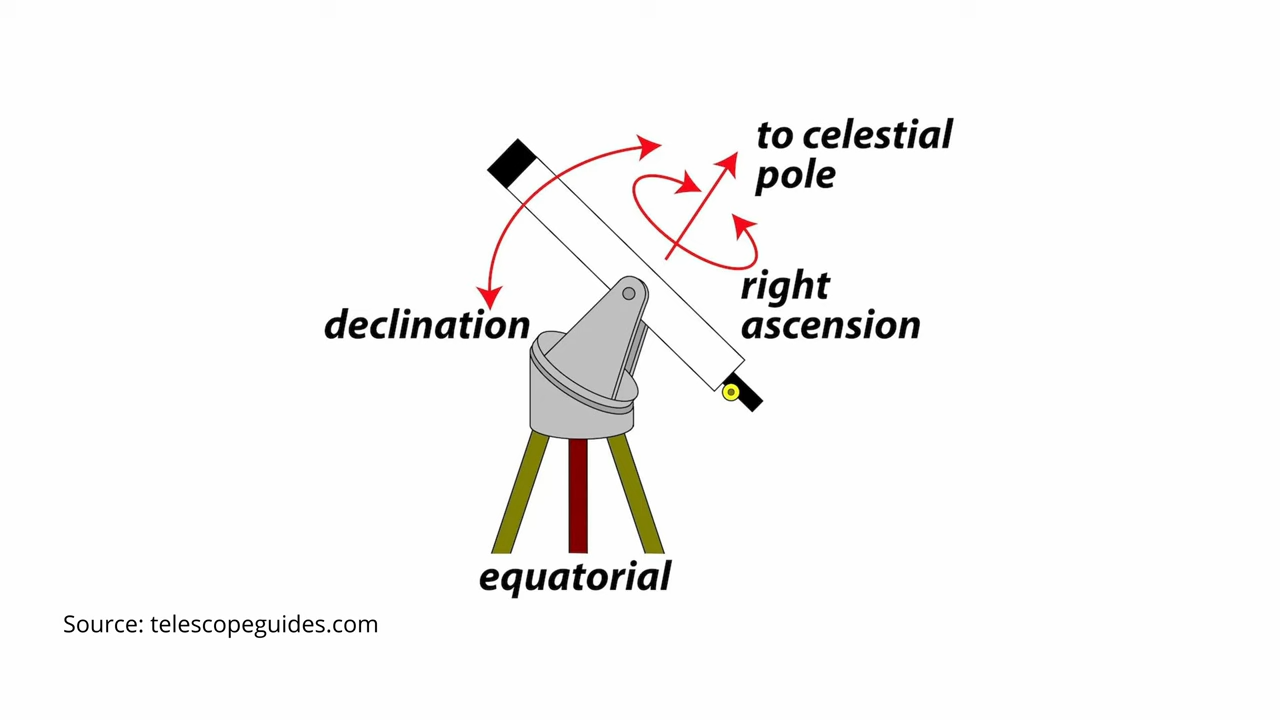 to celestial
pole
right
ascension
declination
equatorial
Source: telescopeguides.com